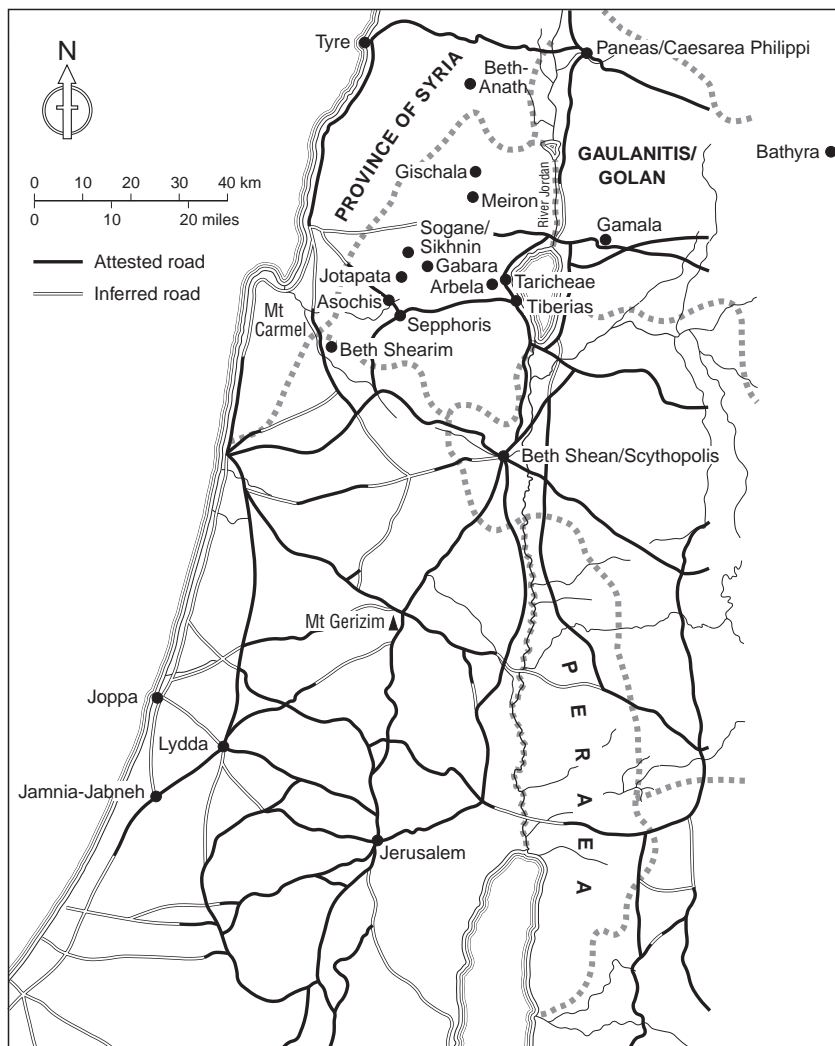 N
Tyre
Paneas/Caesarea Philippi
Beth-
Anath
PROVINCE OF SYRIA
GAULANITIS/
GOLAN
Bathyra
Gischala
River Jordan
0 10 25 30 40 km
0 10 20 miles
Meiron
Gamala
Sogane/
Sikhnin
Attested road
Gabara
Jotapata
Taricheae
Arbela
Inferred road
Asochis
Tiberias
Mt
Carmel
Sepphoris
Beth Shearim
Beth Shean/Scythopolis
Mt Gerizim
PERAEA
Joppa
Lydda
Jamnia-Jabneh
Jerusalem